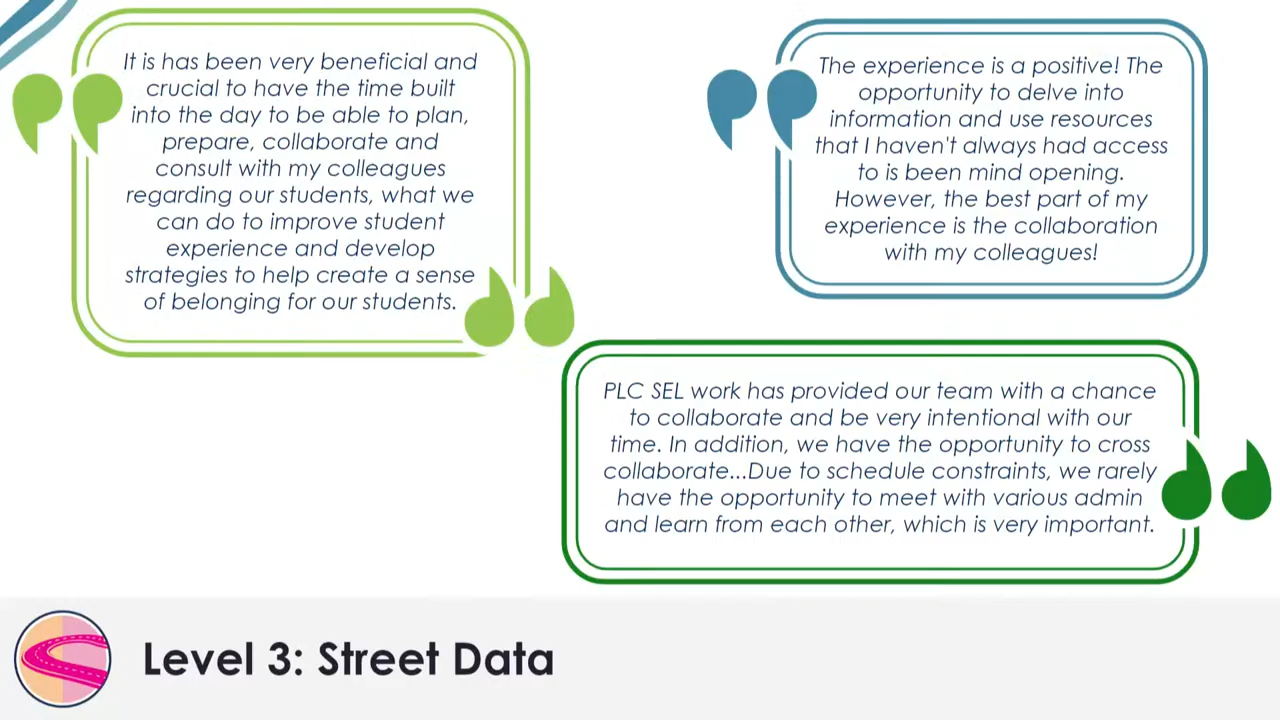 It is has been very beneficial and
crucial to have the time built
into the day to be able to plan,
prepare, collaborate and
consult with my colleagues
regarding our students, what we
can do to improve student
experience and develop
strategies to help create a sense
of belonging for our students.
The experience is a positive! The
opportunity to delve into
information and use resources
that I haven't always had access
to is been mind opening.
However, the best part of my
experience is the collaboration
with my colleagues!
PLC SEL work has provided our team with a chance
to collaborate and be very intentional with our
time. In addition, we have the opportunity to cross
collaborate...Due to schedule constraints, we rarely
have the opportunity to meet with various admin
and learn from each other, which is very important.
Level 3: Street Data